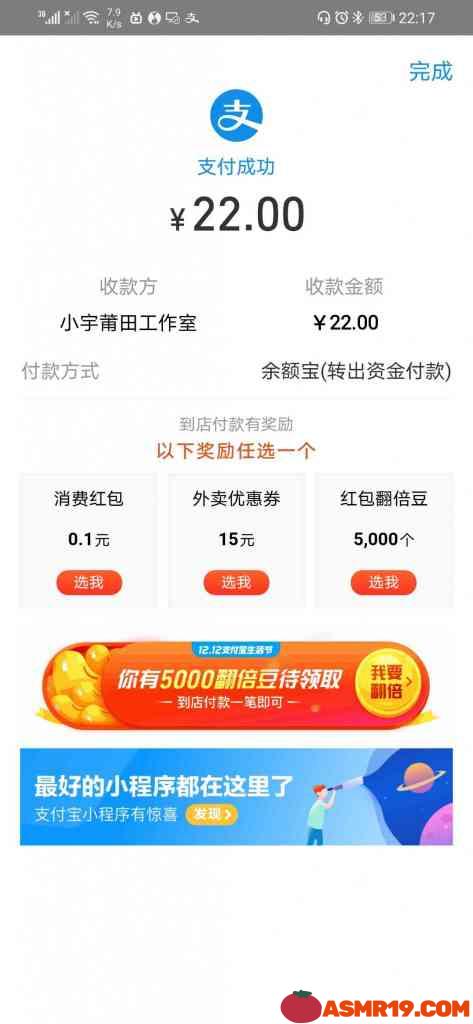 3G 7.9 K/s 53 22:17
完成
支
支付成功
¥22.00
收款方 收款金额
小宇莆田工作室 ¥22.00
付款方式 余额宝(转出资金付款)
到店付款有奖励
以下奖励任选一个
消费红包 外卖优惠券 红包翻倍豆
0.1元 15元 5,000个
选我 选我 选我
12.12支付宝生活节
你有5000翻倍豆待领取
到店付款一笔即可
我要
翻倍
最好的小程序都在这里了
支付宝小程序有惊喜 发现
ASMR19.COM